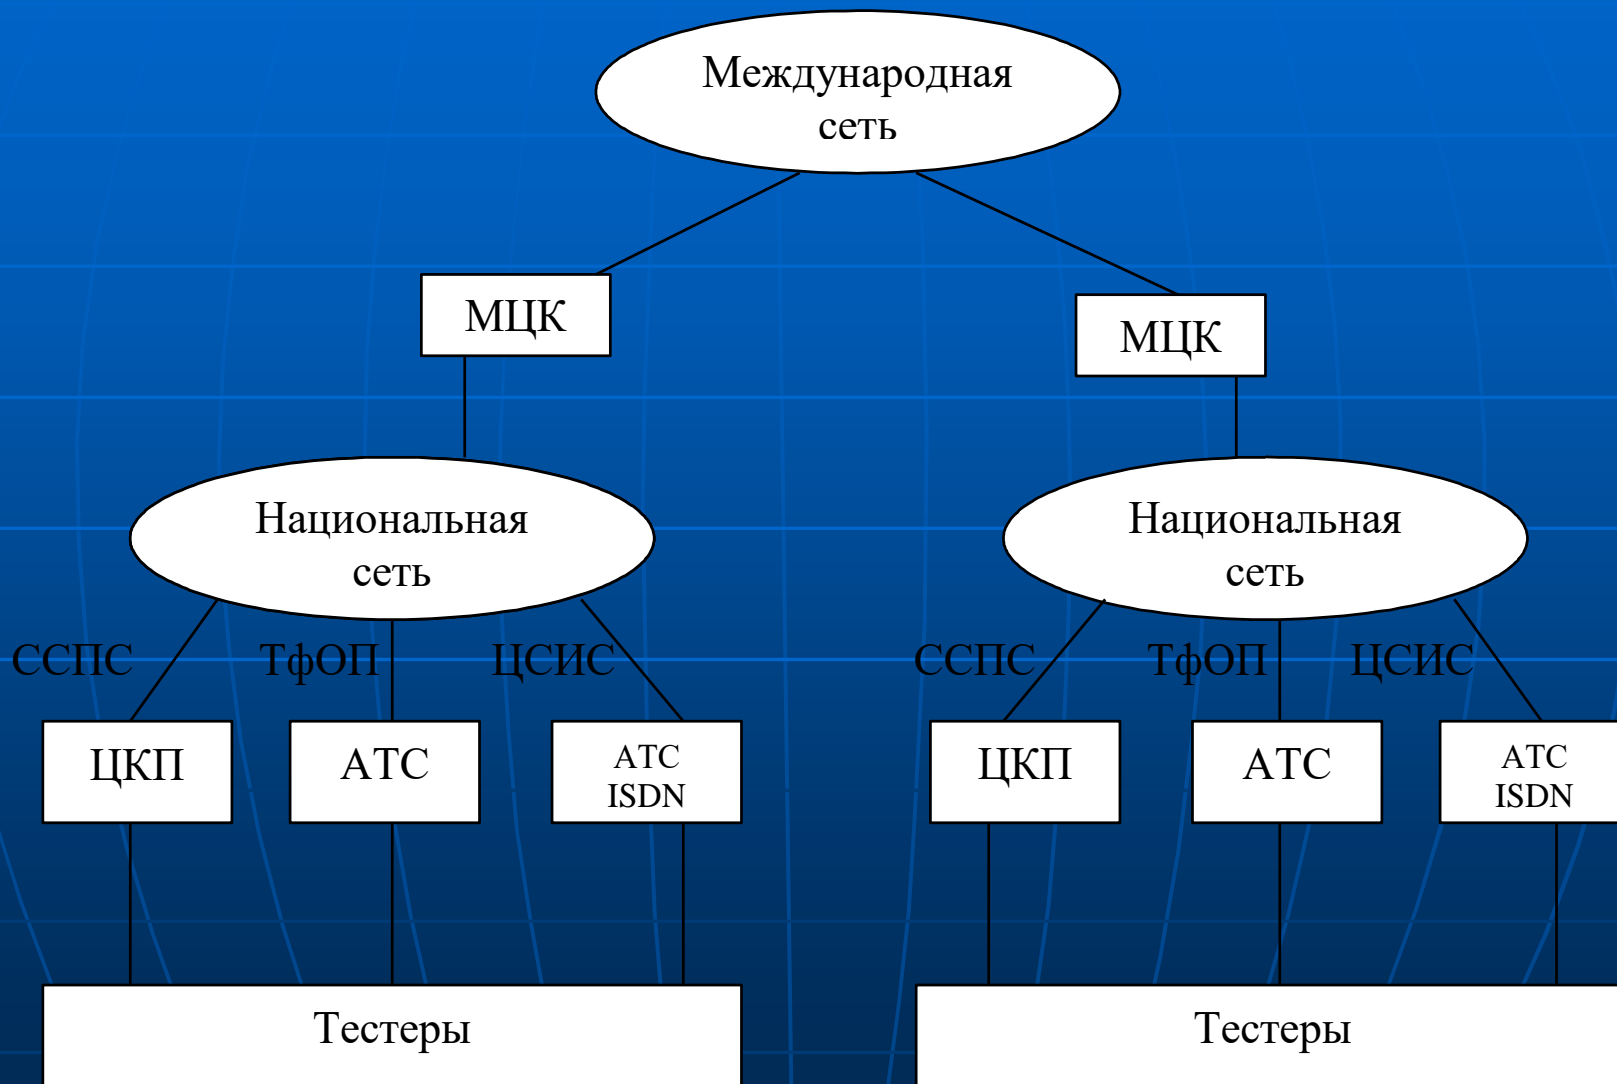 Международная
сеть
МЦК
МЦК
Национальная
сеть
Национальная
сеть
ССПС
ТфОП
ЦСИС
ССПС
ТфОП
ЦСИС
ЦКП
АТС
АТС
ISDN
ЦКП
АТС
АТС
ISDN
Тестеры
Тестеры